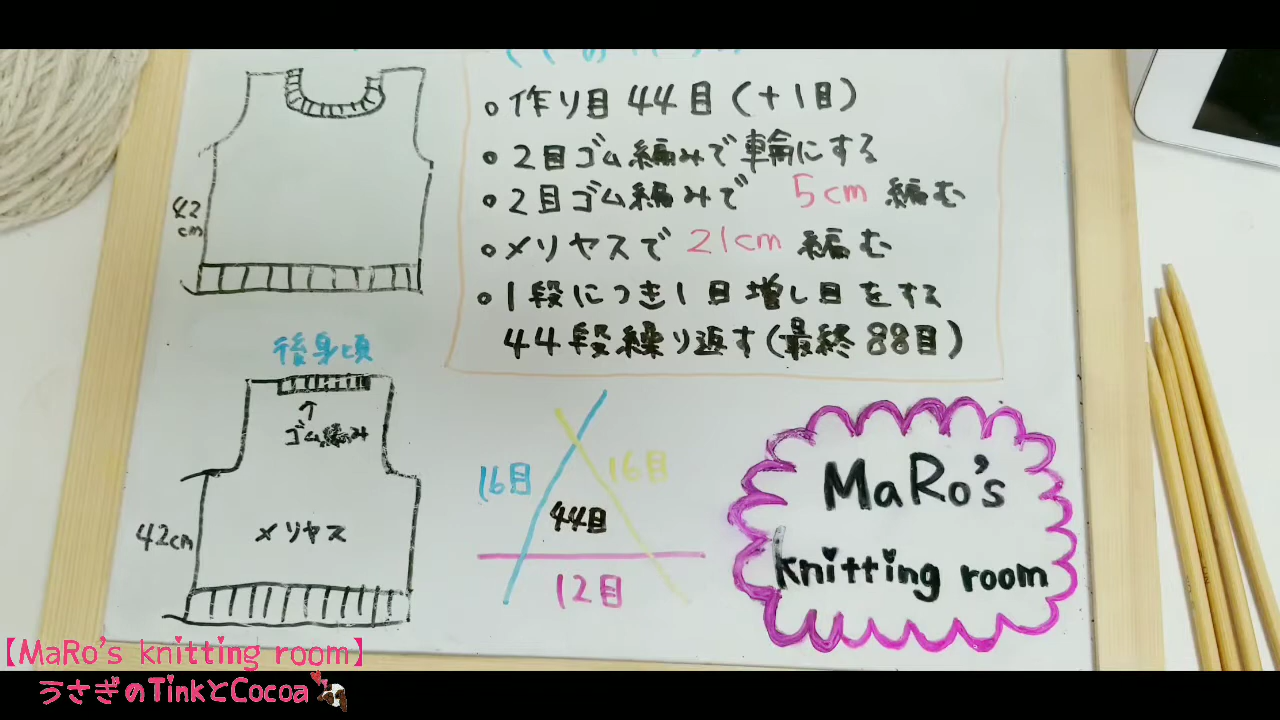 ・作り目44目(+1目)
・2目ゴム編みで輪にする
・2目ゴム編みで 5cm 編む
・メリヤスで 21cm 編む
・1段につき1目増し目をする
44段繰り返す(最終88目)
42
cm
後身頃
↑
ゴム編み
メリヤス
42cm
16目
16目
44目
12目
MaRo's
knitting room
【MaRo's knitting room】
うさぎのTinkとCocoa